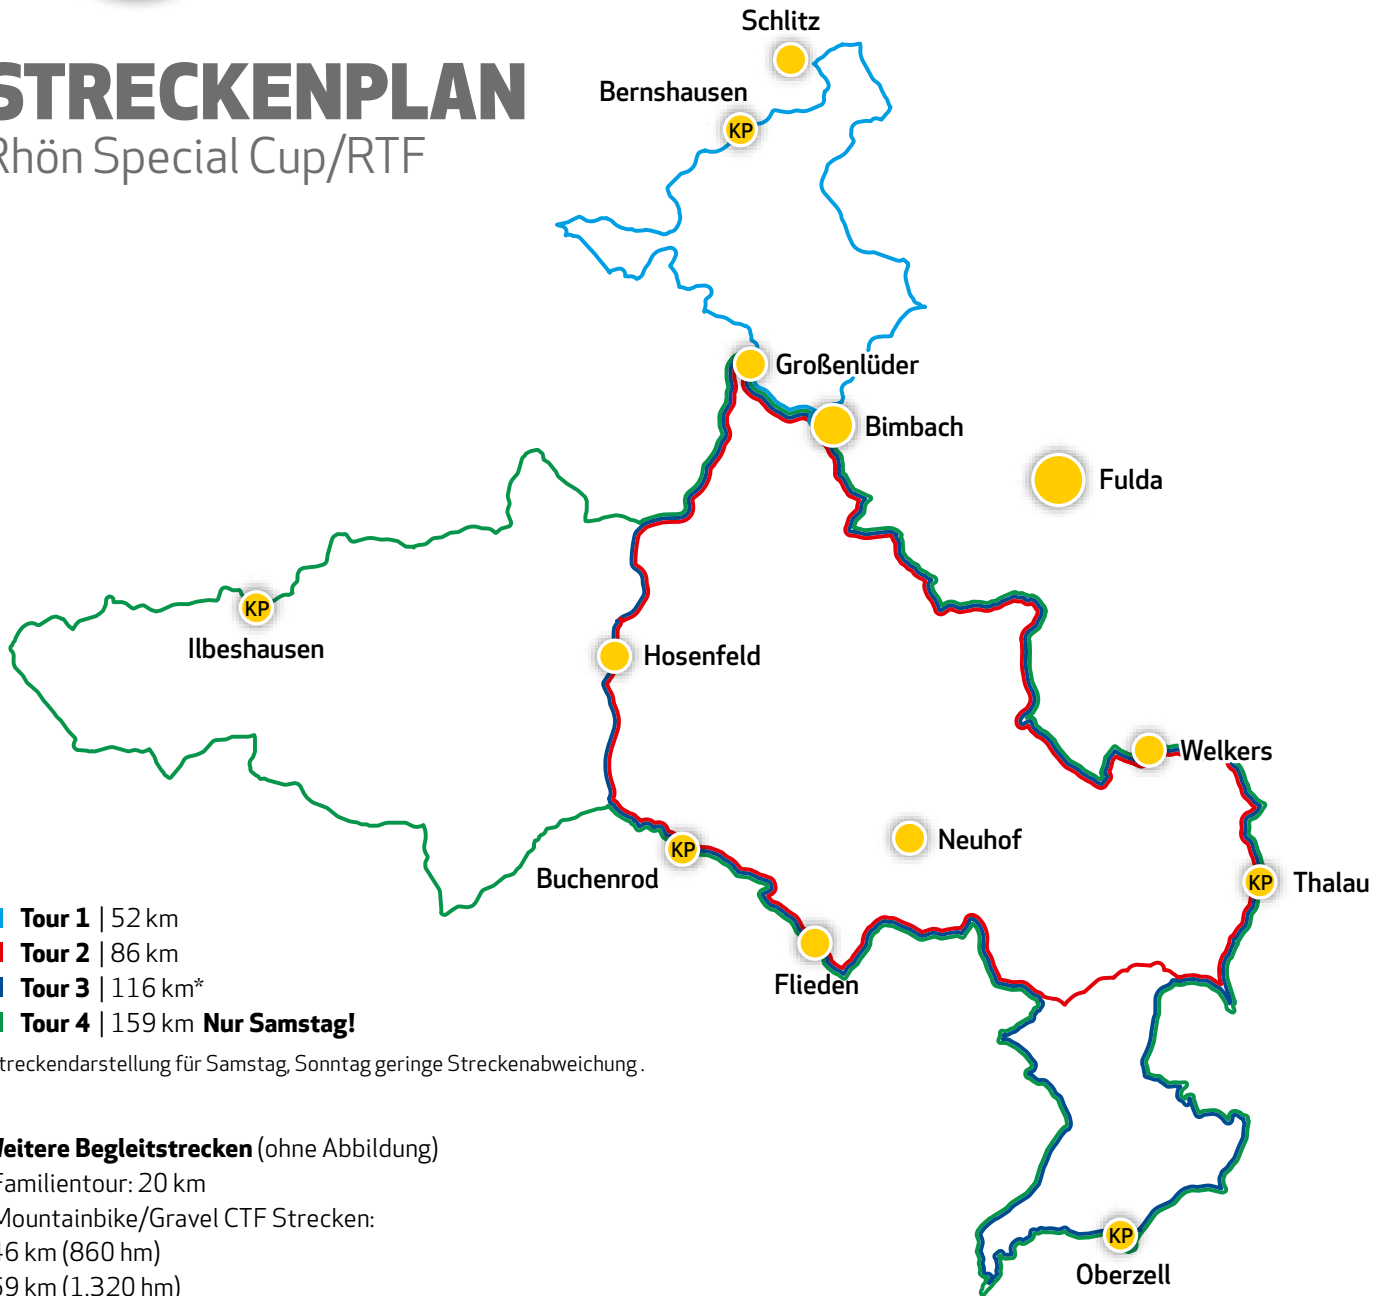 Schlitz
STRECKENPLAN
Bernshausen
KP
Rhön Special Cup/RTF
Großenlüder
Bimbach
Fulda
KP
Ilbeshausen
Hosenfeld
Welkers
Neuhof
KP
Buchenrod
KP
Thalau
Flieden
Tour 1 | 52 km
Tour 2 | 86 km
Tour 3 | 116 km*
Tour 4 | 159 km Nur Samstag!
treckendarstellung für Samstag, Sonntag geringe Streckenabweichung.
Weitere Begleitstrecken (ohne Abbildung)
Familientour: 20 km
Mountainbike/Gravel CTF Strecken:
46 km (860 hm)
59 km (1.320 hm)
KP
Oberzell